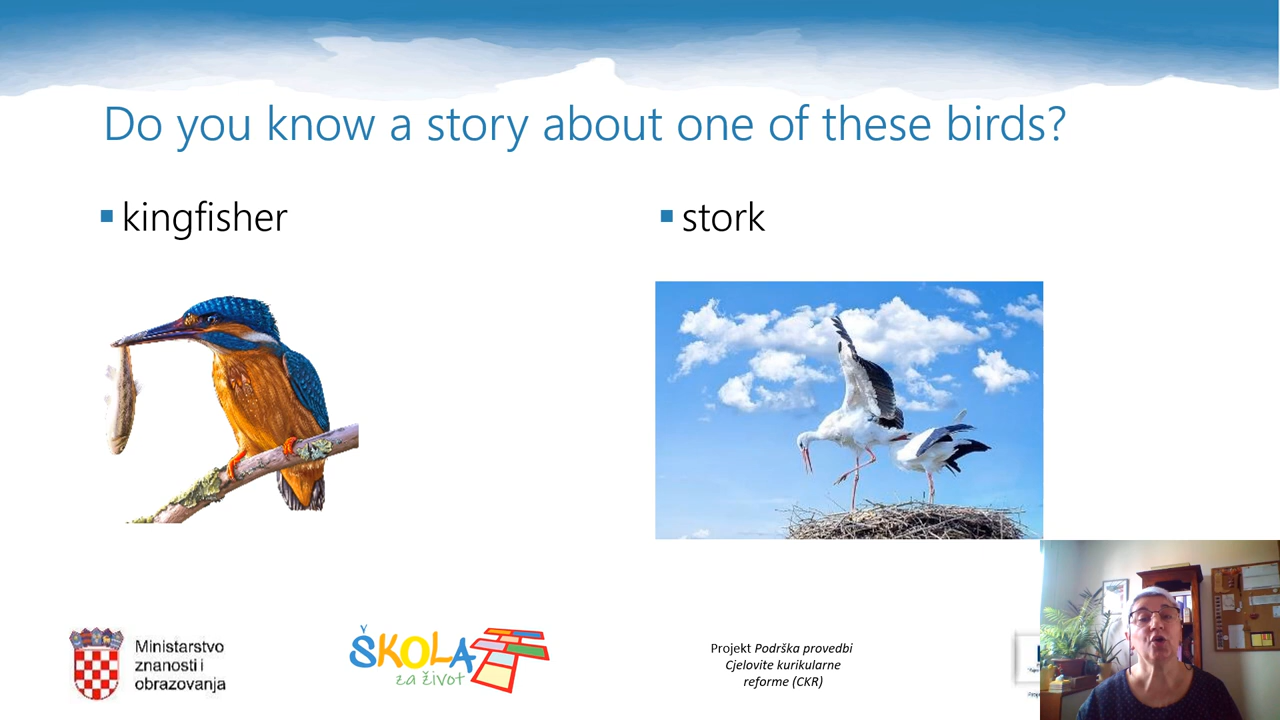 Do you know a story about one of these birds?
kingfisher
stork
Ministarstvo
znanosti i
obrazovanja
ŠKOLA
za život
Projekt Podrška provedbi
Cjelovite kurikularne
reforme (CKR)